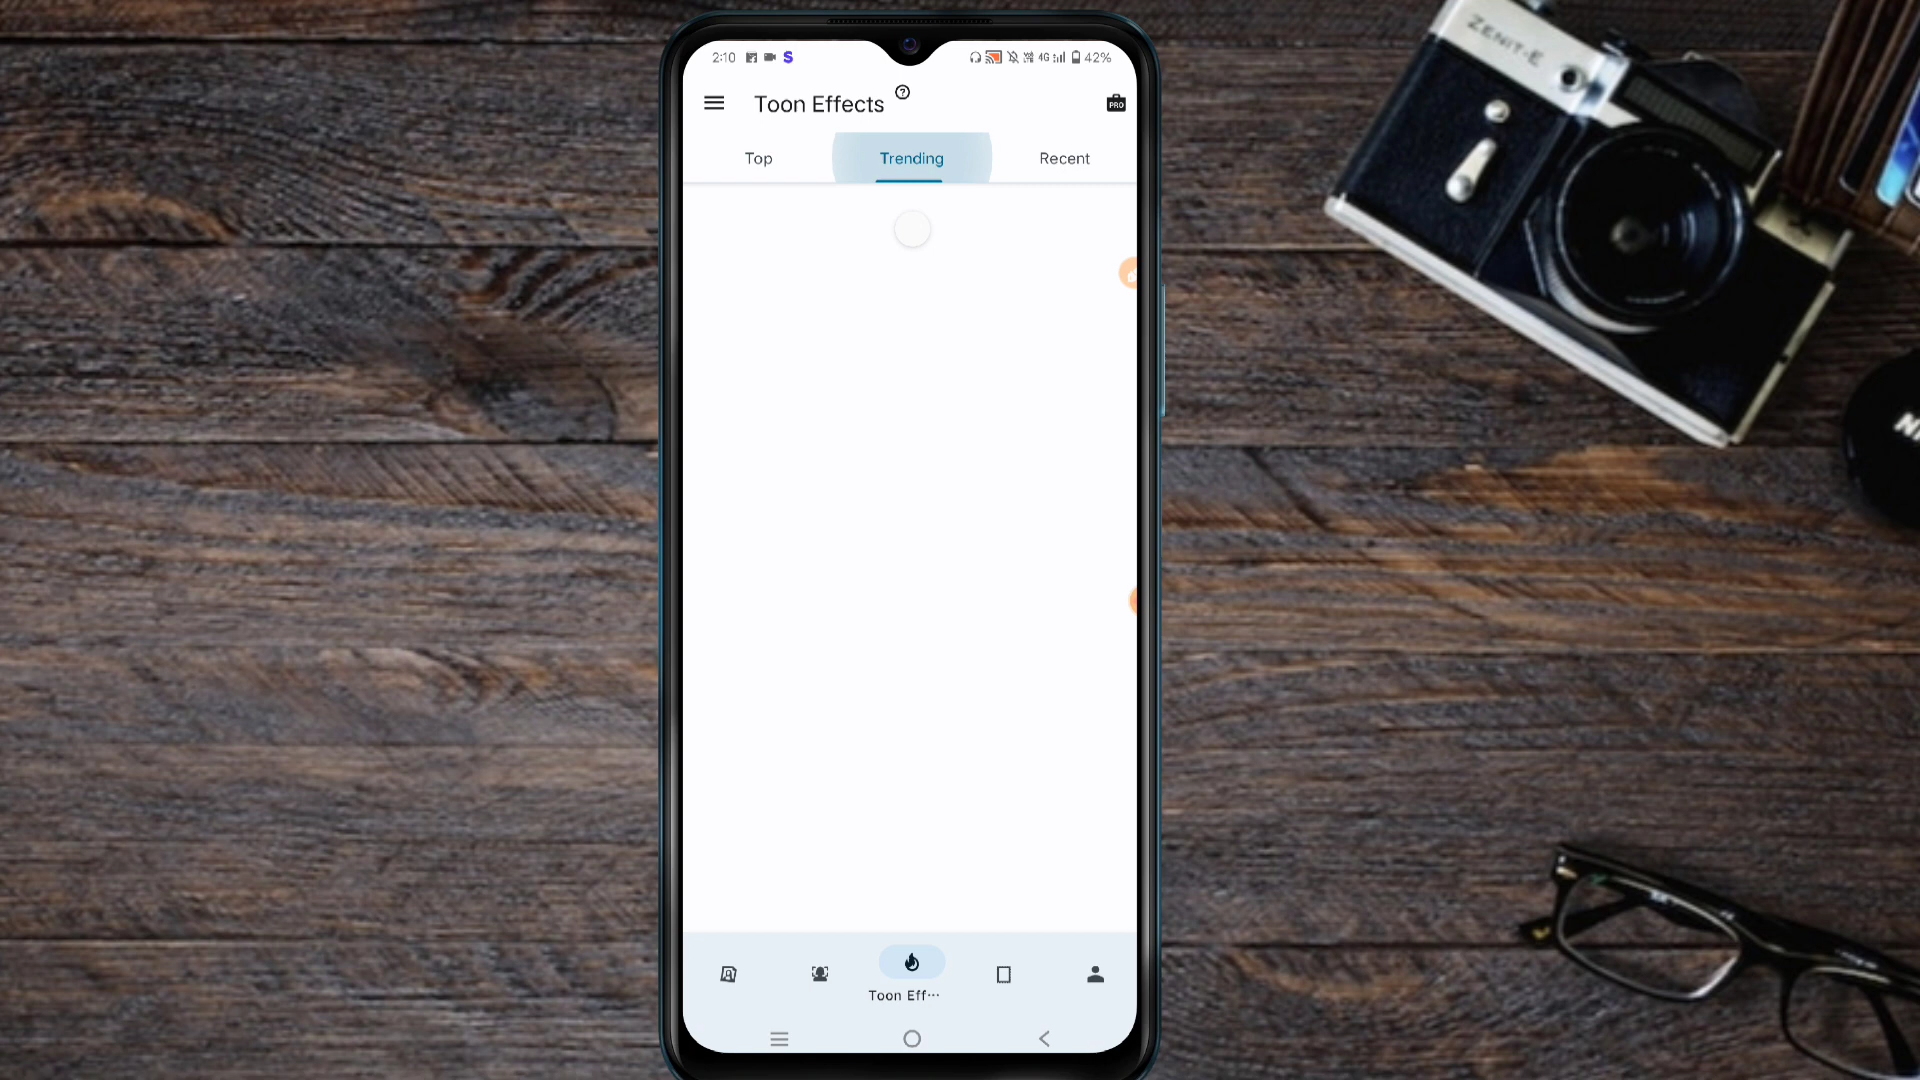 2:10 S 4G 42%
Toon Effects ?
PRO
Top Trending Recent
Toon Eff...
ZENIT-E